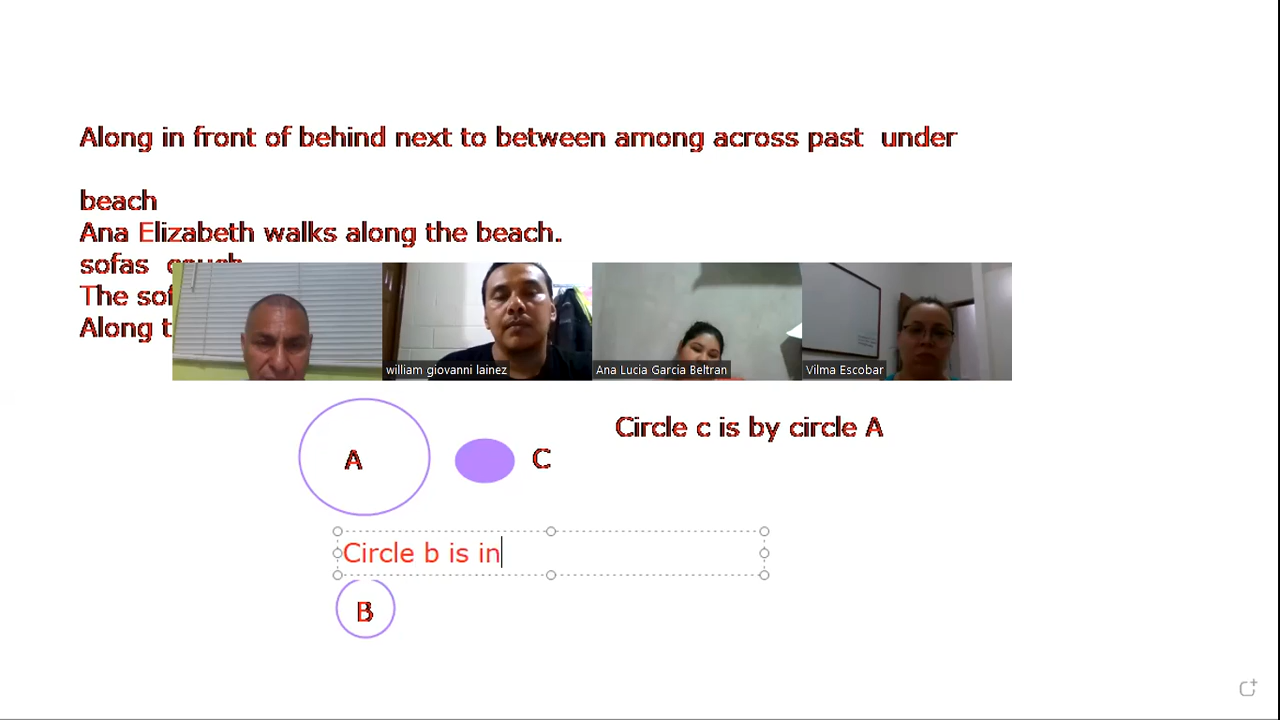 Along in front of behind next to between among across past under
beach
Ana Elizabeth walks along the beach.
sofas couch
The
Along
william giovanni lainez
Ana Lucia Garcia Beltran
Vilma Escobar
Circle c is by circle A
A
C
Circle b is in
B